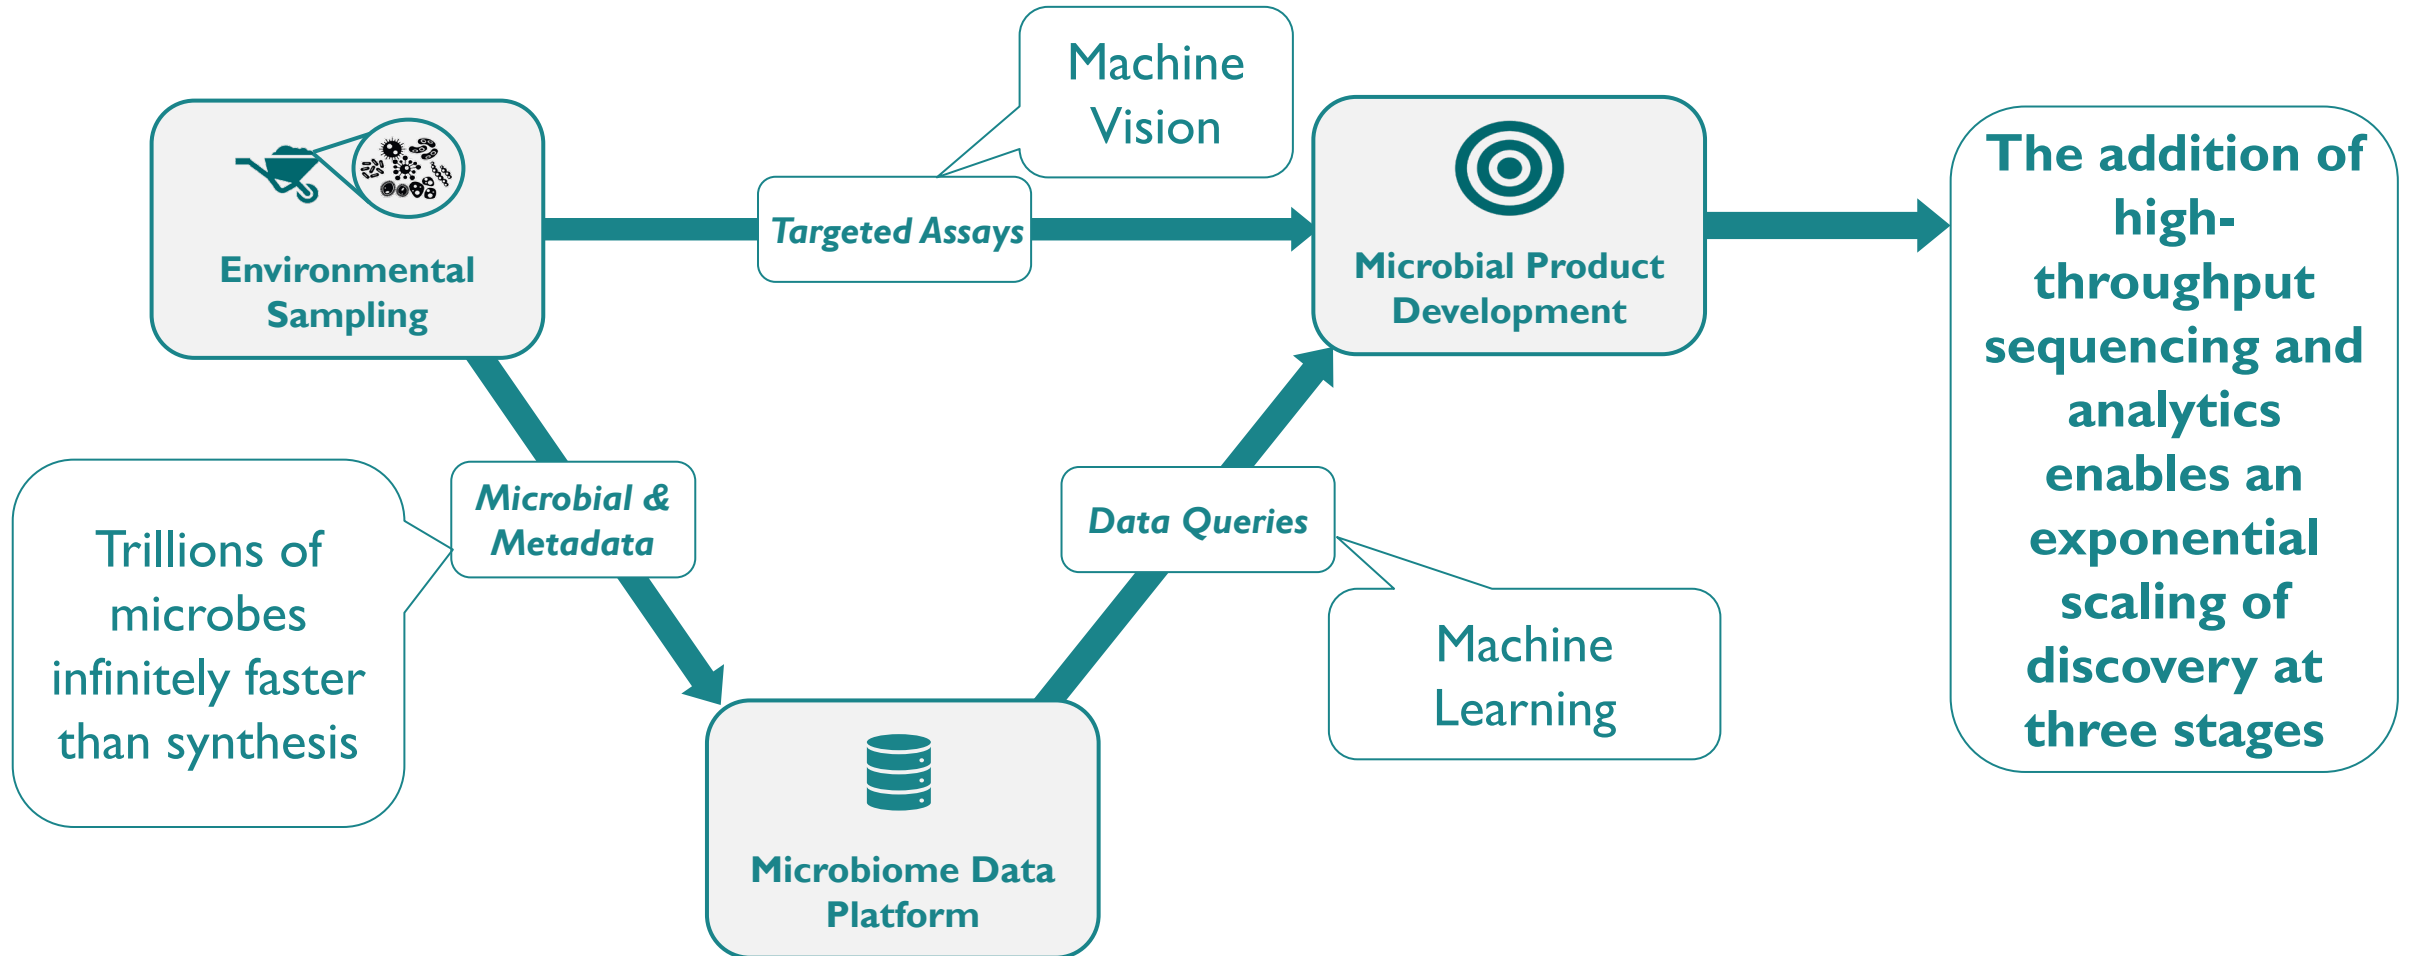 Machine
Vision
Environmental
Sampling
Targeted Assays
Microbial Product
Development
The addition of
high-
throughput
sequencing and
analytics
enables an
exponential
scaling of
discovery at
three stages
Trillions of
microbes
infinitely faster
than synthesis
Microbial &
Metadata
Data Queries
Machine
Learning
Microbiome Data
Platform